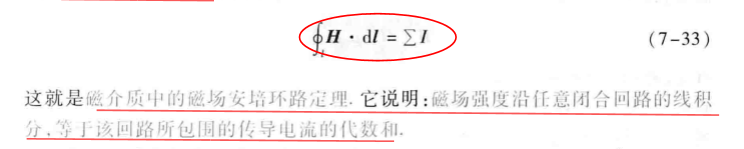 ∮ₗH · dl = ∑I (7-33)
这就是磁介质中的磁场安培环路定理. 它说明:磁场强度沿任意闭合回路的线积
分,等于该回路所包围的传导电流的代数和.